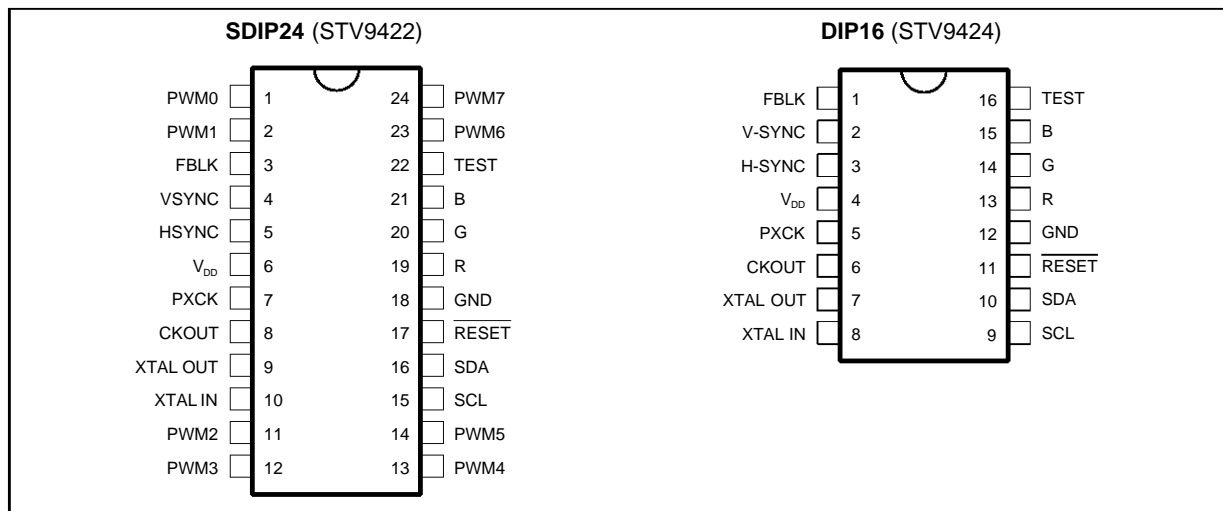 SDIP24 (STV9422)
PWM0 1 24 PWM7
PWM1 2 23 PWM6
FBLK 3 22 TEST
VSYNC 4 21 B
HSYNC 5 20 G
VDD 6 19 R
PXCK 7 18 GND
CKOUT 8 17 RESET
XTAL OUT 9 16 SDA
XTAL IN 10 15 SCL
PWM2 11 14 PWM5
PWM3 12 13 PWM4
DIP16 (STV9424)
FBLK 1 16 TEST
V-SYNC 2 15 B
H-SYNC 3 14 G
VDD 4 13 R
PXCK 5 12 GND
CKOUT 6 11 RESET
XTAL OUT 7 10 SDA
XTAL IN 8 9 SCL